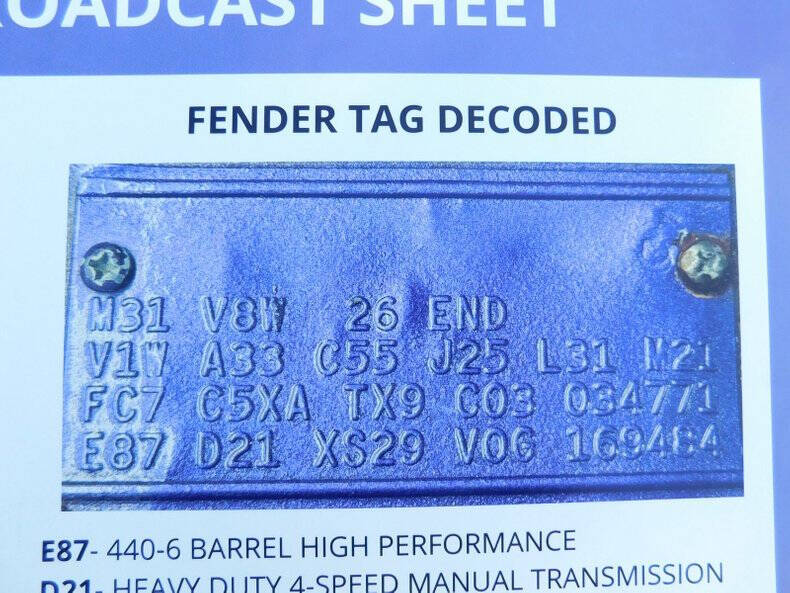 ROADCAST SHEET
FENDER TAG DECODED
M31 V8W 26 END
V1W A33 C55 J25 L31 M21
FC7 C5XA TX9 C03 034771
E87 D21 XS29 V0G 169484
E87- 440-6 BARREL HIGH PERFORMANCE
D21- HEAVY DUTY 4-SPEED MANUAL TRANSMISSION